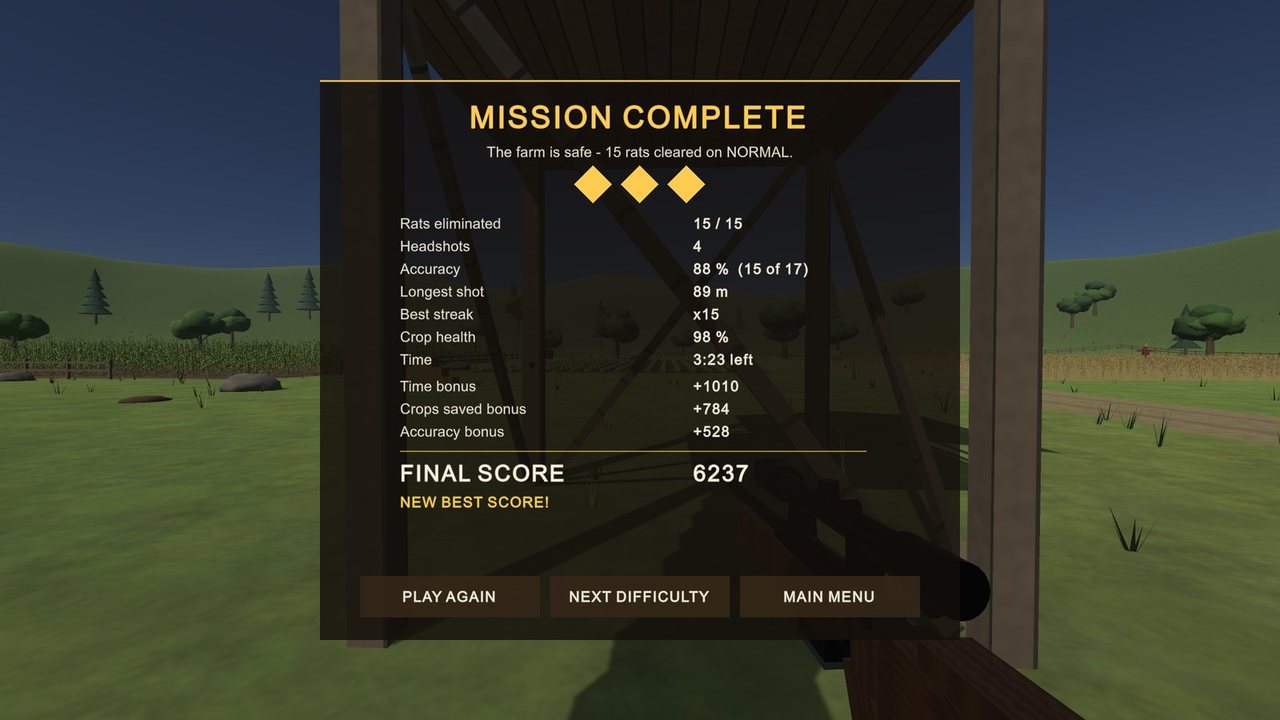 MISSION COMPLETE
The farm is safe - 15 rats cleared on NORMAL.
Rats eliminated 15 / 15
Headshots 4
Accuracy 88 % (15 of 17)
Longest shot 89 m
Best streak x15
Crop health 98 %
Time 3:23 left
Time bonus +1010
Crops saved bonus +784
Accuracy bonus +528
FINAL SCORE 6237
NEW BEST SCORE!
PLAY AGAIN NEXT DIFFICULTY MAIN MENU